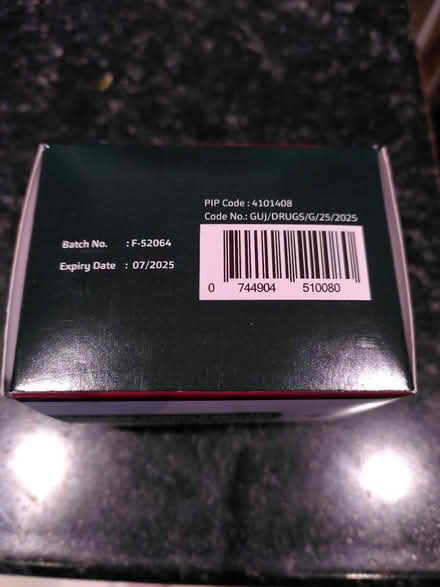 PIP Code : 4101408
Code No.: GUJ/DRUGS/G/25/2025
Batch No. : F-52064
Expiry Date : 07/2025
0 744904 510080